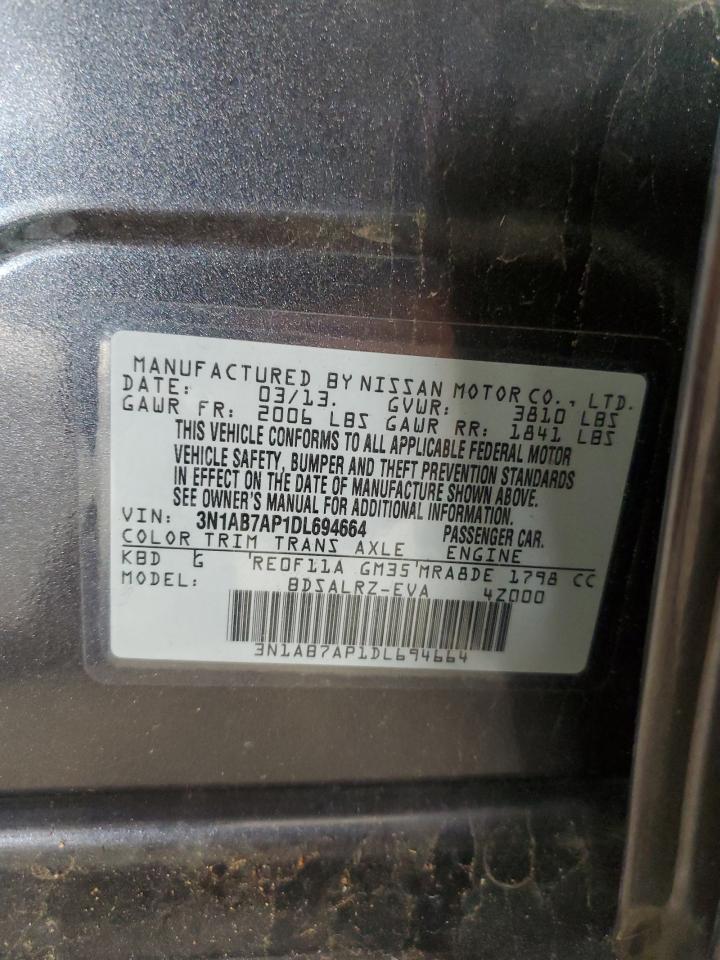 MANUFACTURED BY NISSAN MOTOR CO., LTD.
DATE: 03/13. GVWR: 3810 LBS
GAWR FR: 2006 LBS GAWR RR: 1841 LBS
THIS VEHICLE CONFORMS TO ALL APPLICABLE FEDERAL MOTOR
VEHICLE SAFETY, BUMPER AND THEFT PREVENTION STANDARDS
IN EFFECT ON THE DATE OF MANUFACTURE SHOWN ABOVE.
SEE OWNER'S MANUAL FOR ADDITIONAL INFORMATION.
VIN: 3N1AB7AP1DL694664 PASSENGER CAR.
COLOR TRIM TRANS AXLE ENGINE
KBD G RE0F11A GM35 MRA8DE 1798 CC
MODEL: BDSALRZ-EVA 4Z000
3N1AB7AP1DL694664